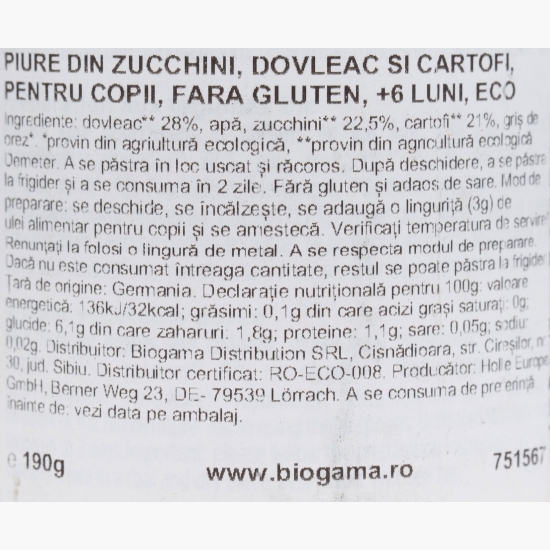 PIURE DIN ZUCCHINI, DOVLEAC SI CARTOFI,
PENTRU COPII, FARA GLUTEN, +6 LUNI, ECO
Ingrediente: dovleac** 28%, apă, zucchini** 22,5%, cartofi** 21%, griș de
orez*. *provin din agriultură ecologică, **provin din agricultură ecologică
Demeter. A se păstra în loc uscat și răcoros. După deschidere, a se păstra
la frigider și a se consuma în 2 zile. Fără gluten și adaos de sare. Mod de
preparare: se deschide, se încălzește, se adaugă o linguriță (3g) de
ulei alimentar pentru copii și se amestecă. Verificați temperatura de servire
Renunțați la folosi o lingură de metal. A se respecta modul de preparare.
Dacă nu este consumat întreaga cantitate, restul se poate păstra la frigider
Țară de origine: Germania. Declarație nutrițională pentru 100g: valoare
energetică: 136kJ/32kcal; grăsimi: 0,1g din care acizi grași saturați: 0g;
glucide: 6,1g din care zaharuri: 1,8g; proteine: 1,1g; sare: 0,05g; sodiu:
0,02g. Distribuitor: Biogama Distribution SRL, Cisnădioara, str. Cireșilor, n
30, jud. Sibiu. Distribuitor certificat: RO-ECO-008. Producător: Holle Europe
GmbH, Berner Weg 23, DE- 79539 Lörrach. A se consuma de preferință
înainte de: vezi data pe ambalaj.
e 190g
www.biogama.ro
751567